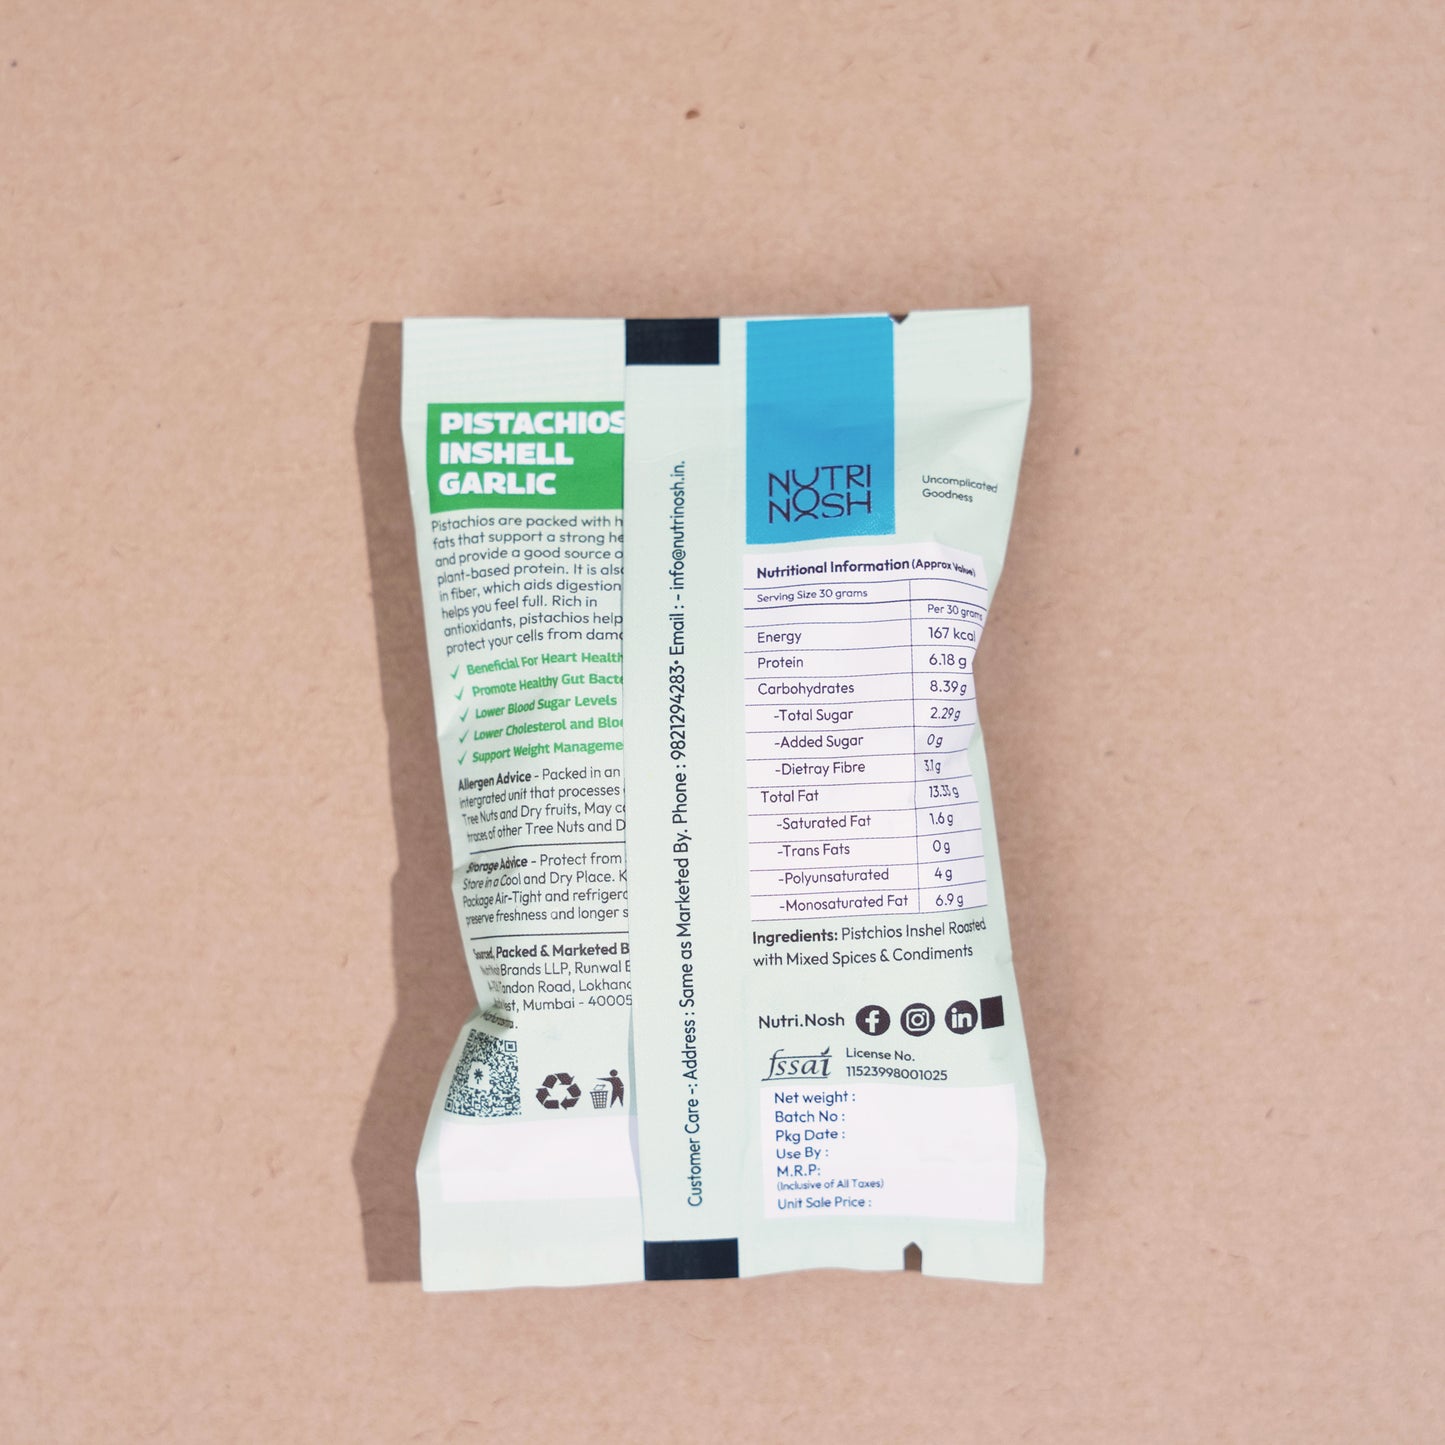 PISTACHIOS
INSHELL
GARLIC
Pistachios are packed with h
fats that support a strong he
and provide a good source o
plant-based protein. It is also
in fiber, which aids digestion
helps you feel full. Rich in
antioxidants, pistachios help
protect your cells from dama
✓ Beneficial For Heart Health
✓ Promote Healthy Gut Bacte
✓ Lower Blood Sugar Levels
✓ Lower Cholesterol and Bloo
✓ Support Weight Manageme
Allergen Advice - Packed in an
intergrated unit that processes
Tree Nuts and Dry fruits, May co
traces of other Tree Nuts and D
Storage Advice - Protect from
Store in a Cool and Dry Place. K
Package Air-Tight and refrigera
preserve freshness and longer s
Packed & Marketed B
Brands LLP, Runwal E
Tandon Road, Lokhand
Mumbai - 40005
Customer Care -: Address : Same as Marketed By. Phone : 9821294283• Email : - info@nutrinosh.in.
NUTRI
NOSH
Uncomplicated
Goodness
Nutritional Information (Approx Value)
Serving Size 30 grams
Per 30 grams
Energy 167 kcal
Protein 6.18 g
Carbohydrates 8.39 g
-Total Sugar 2.29g
-Added Sugar 0g
-Dietray Fibre 3.1g
Total Fat 13.33 g
-Saturated Fat 1.6 g
-Trans Fats 0 g
-Polyunsaturated 4 g
-Monosaturated Fat 6.9 g
Ingredients: Pistchios Inshel Roasted
with Mixed Spices & Condiments
Nutri.Nosh
fssai License No.
11523998001025
Net weight :
Batch No :
Pkg Date :
Use By :
M.R.P:
(Inclusive of All Taxes)
Unit Sale Price :